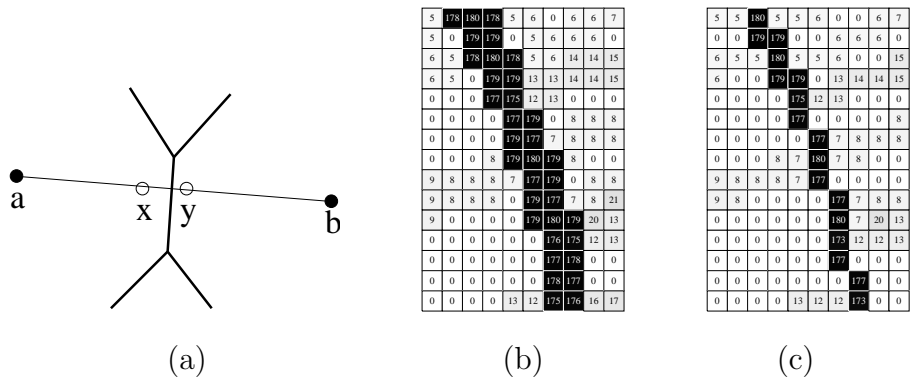 a
x
y
b
(a)
5 178 180 178 5 6 0 6 6 7
5 0 179 179 0 5 6 0 6 0
6 5 178 180 178 5 6 14 14 15
6 5 0 179 179 13 13 14 14 15
0 0 0 177 175 12 13 0 0 0
0 0 0 0 177 179 0 8 8 8
0 0 0 0 179 177 7 8 8 8
0 0 0 8 179 180 179 8 0 0
9 8 8 8 7 177 179 0 0 0
9 8 8 8 0 179 177 7 8 21
9 0 0 0 0 179 180 179 20 13
0 0 0 0 0 0 176 175 12 13
0 0 0 0 0 0 177 178 0 0
0 0 0 0 0 0 178 177 0 0
0 0 0 0 13 12 175 176 16 17
(b)
5 5 180 5 5 6 0 0 6 7
0 0 179 179 0 5 0 0 0 0
6 5 5 180 5 5 6 0 0 15
6 5 0 179 179 0 13 14 14 15
0 0 0 0 175 12 13 0 0 0
0 0 0 0 177 0 0 0 0 8
0 0 0 0 0 177 7 8 8 8
0 0 0 8 7 180 7 8 0 0
9 8 8 8 7 177 0 0 0 0
9 8 0 0 0 0 177 7 8 8
0 0 0 0 0 0 180 7 20 13
0 0 0 0 0 0 173 12 12 13
0 0 0 0 0 0 177 0 0 0
0 0 0 0 0 0 0 177 0 0
0 0 0 0 13 12 12 173 0 0
(c)